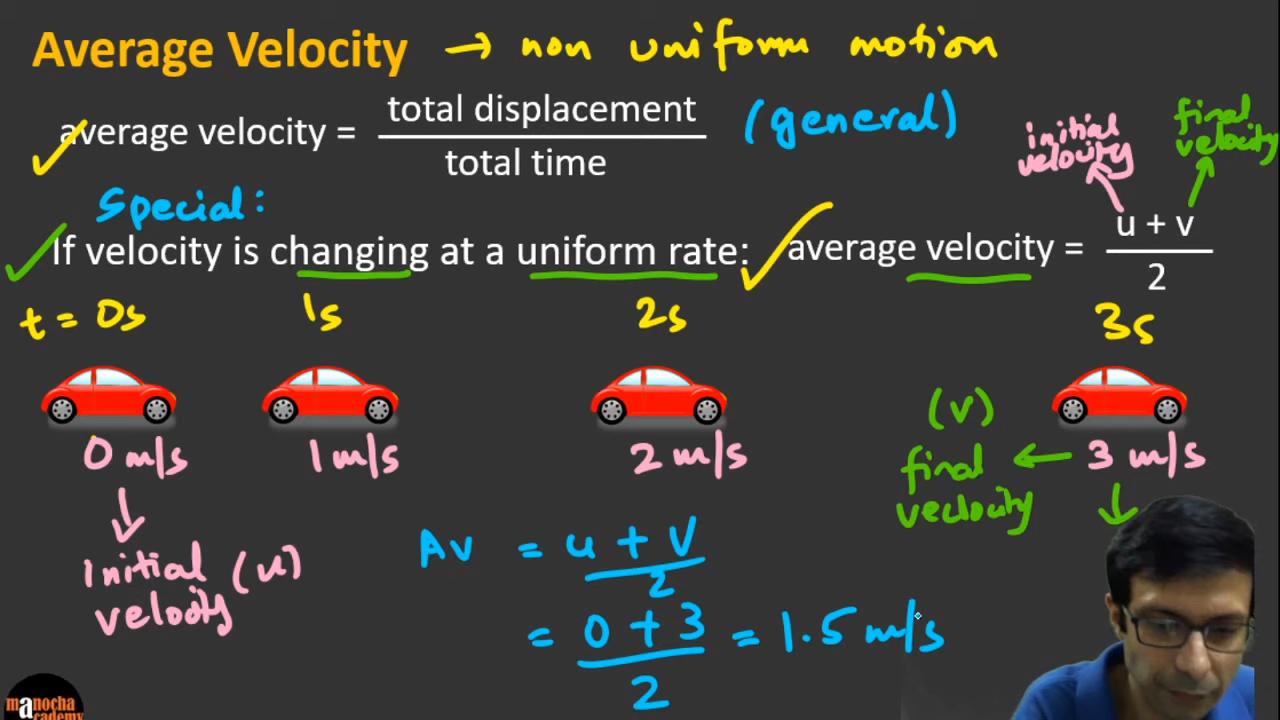 Average Velocity → non uniform motion
average velocity = total displacement
total time
(general)
initial velocity
final velocity
Special:
If velocity is changing at a uniform rate:
average velocity = u + v
2
t = 0s 1s 2s 3s
0 m/s 1 m/s 2 m/s 3 m/s
Initial velocity (u)
(v)
final velocity
Av = u + v
2
= 0 + 3 = 1.5 m/s
2
manocha
academy